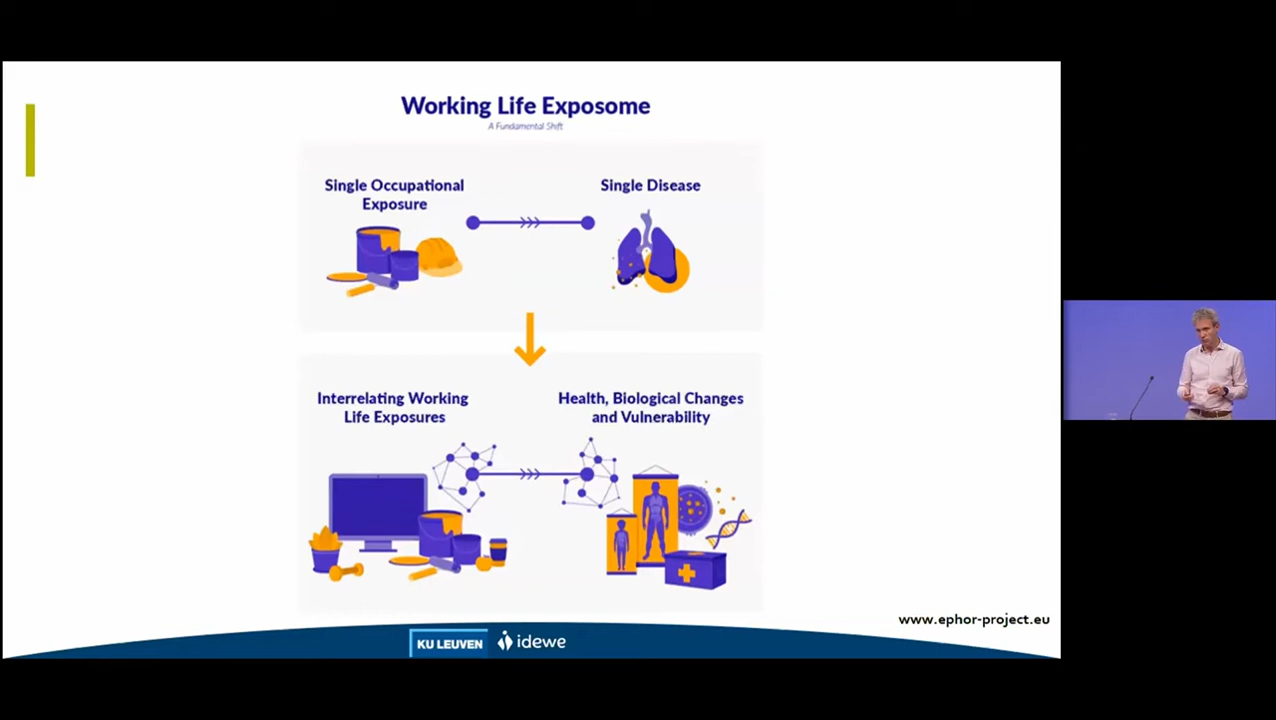 Working Life Exposome
A Fundamental Shift
Single Occupational
Exposure
Single Disease
Interrelating Working
Life Exposures
Health, Biological Changes
and Vulnerability
www.ephor-project.eu
KU LEUVEN
idewe